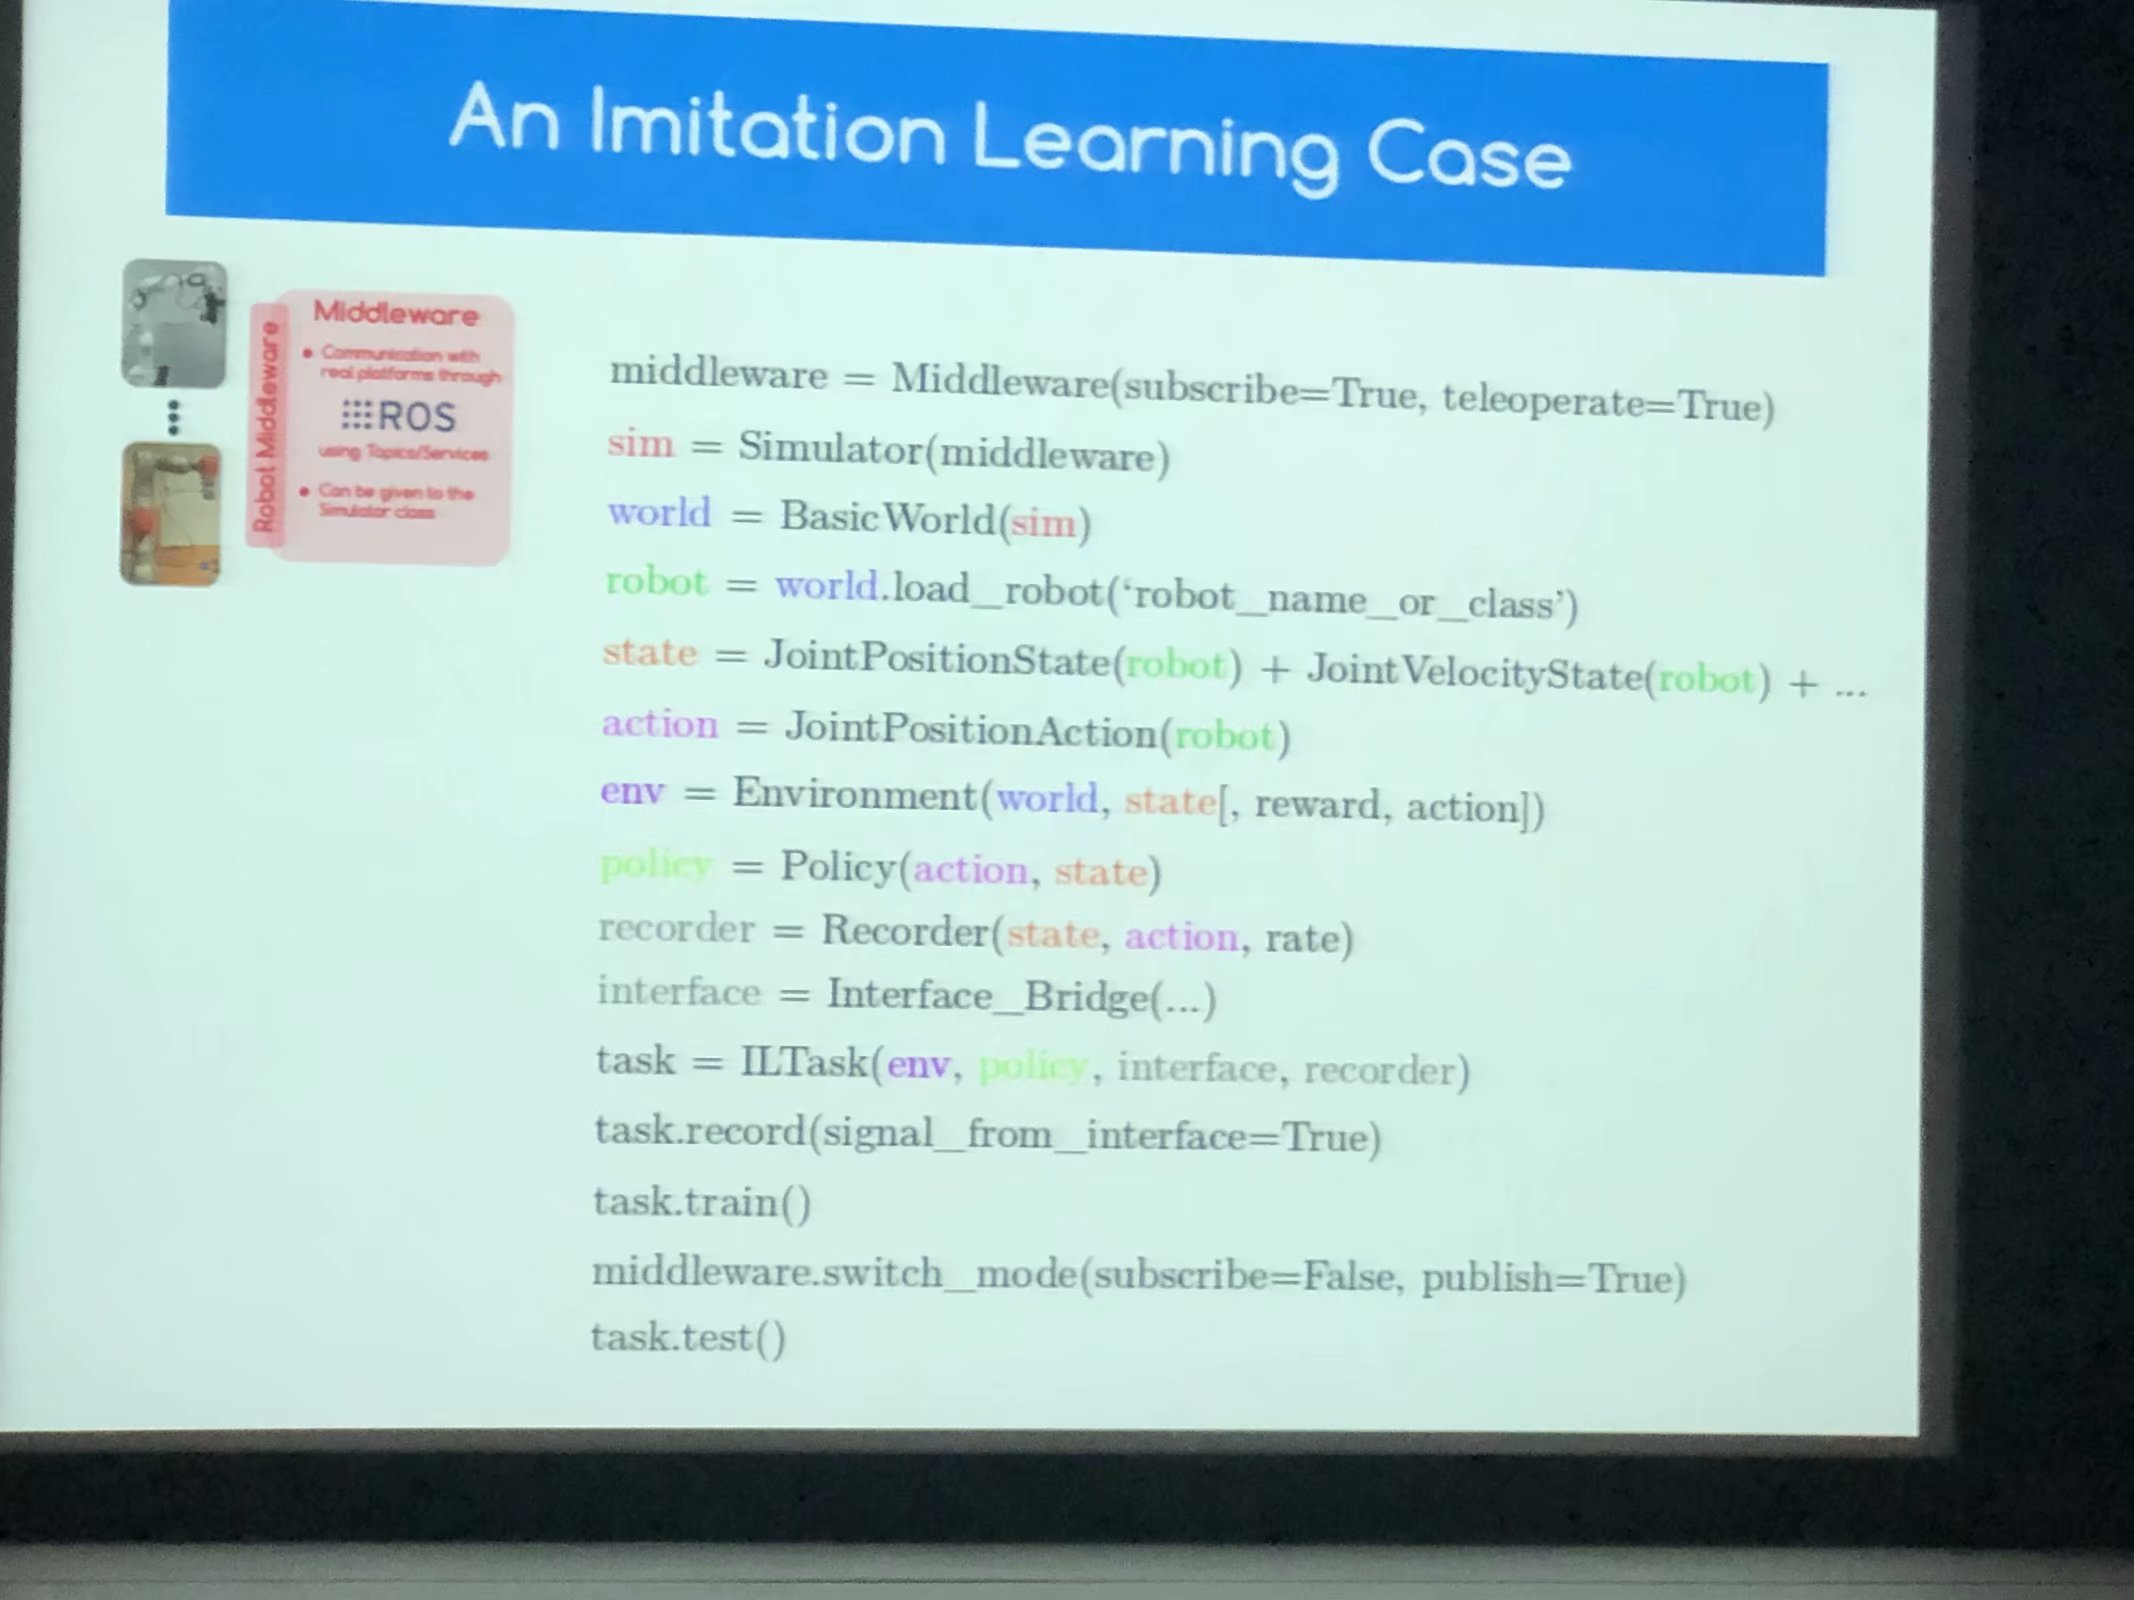 An Imitation Learning Case
Robot Middleware
Middleware
• Communication with
real platforms through
ROS
using Topics/Services
• Can be given to the
Simulator class
middleware = Middleware(subscribe=True, teleoperate=True)
sim = Simulator(middleware)
world = BasicWorld(sim)
robot = world.load_robot(‘robot_name_or_class’)
state = JointPositionState(robot) + JointVelocityState(robot) + ...
action = JointPositionAction(robot)
env = Environment(world, state[, reward, action])
policy = Policy(action, state)
recorder = Recorder(state, action, rate)
interface = Interface_Bridge(...)
task = ILTask(env, policy, interface, recorder)
task.record(signal_from_interface=True)
task.train()
middleware.switch_mode(subscribe=False, publish=True)
task.test()